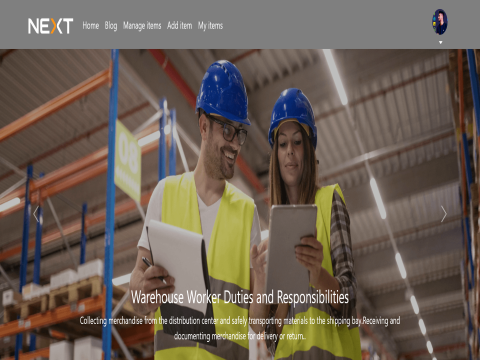 NEXT Home Blog Manage items Add item My items
08
Warehouse Worker Duties and Responsibilities
Collecting merchandise from the distribution center and safely transporting materials to the shipping bay.Receiving and
documenting merchandise for delivery or return.